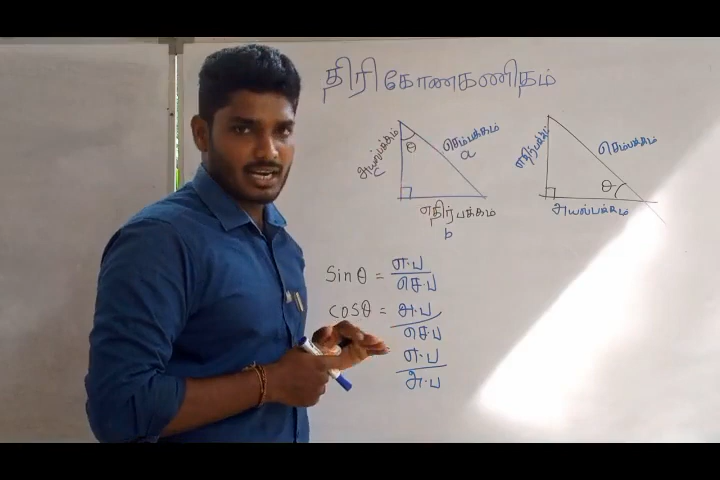 திரிகோணகணிதம்
அயல்பக்கம்
c
θ
செம்பக்கம்
a
எதிர்பக்கம்
b
எதிர்பக்கம்
செம்பக்கம்
θ
அயல்பக்கம்
sinθ = எ.ப
செ.ப
cosθ = அ.ப
செ.ப
எ.ப
அ.ப